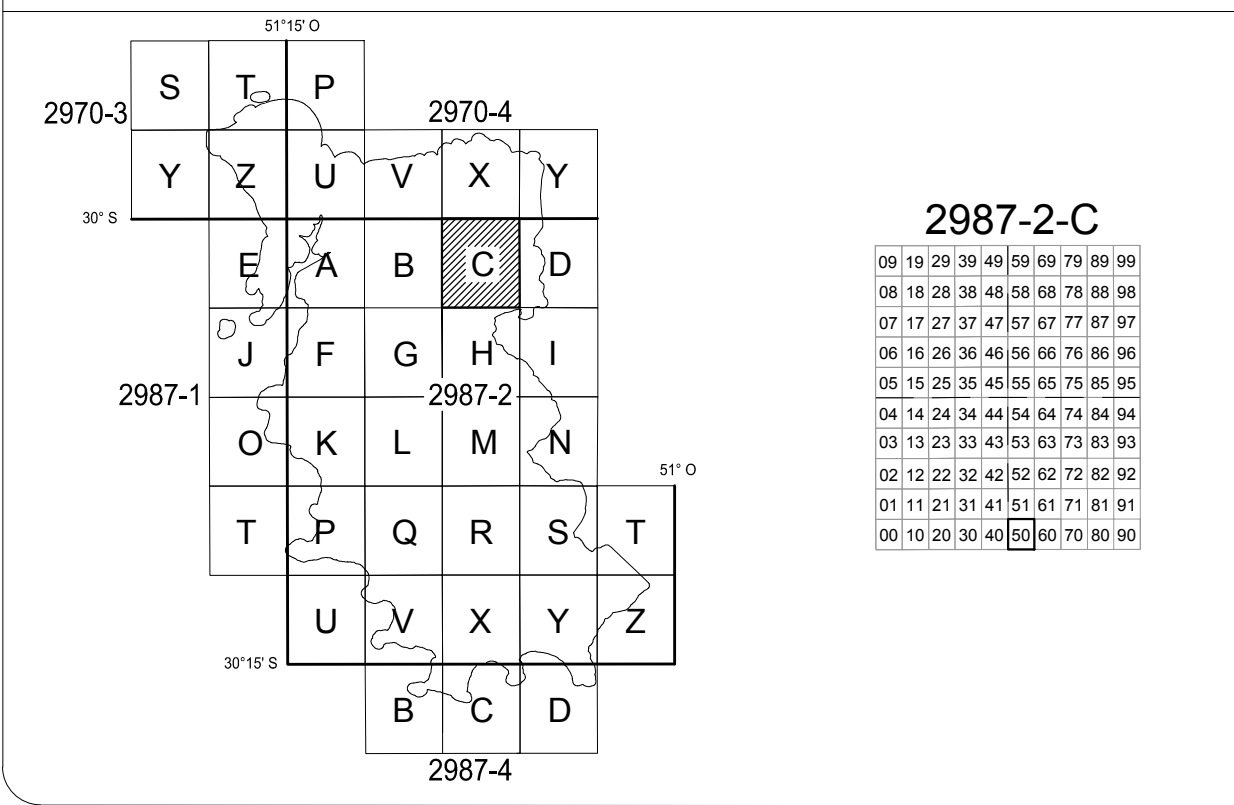 51°15' O
S T P
2970-3
2970-4
Y Z U V X Y
30° S
E A B C D
J F G H I
2987-1
2987-2
O K L M N
51° O
T P Q R S T
U V X Y Z
30°15' S
B C D
2987-4
2987-2-C
09 19 29 39 49 59 69 79 89 99
08 18 28 38 48 58 68 78 88 98
07 17 27 37 47 57 67 77 87 97
06 16 26 36 46 56 66 76 86 96
05 15 25 35 45 55 65 75 85 95
04 14 24 34 44 54 64 74 84 94
03 13 23 33 43 53 63 73 83 93
02 12 22 32 42 52 62 72 82 92
01 11 21 31 41 51 61 71 81 91
00 10 20 30 40 50 60 70 80 90